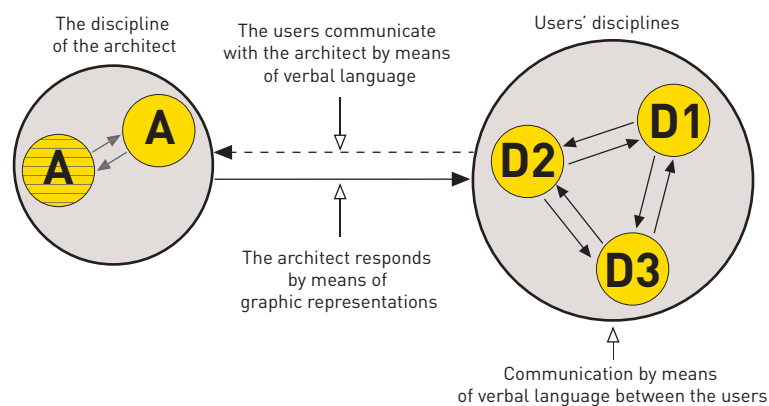 The discipline
of the architect
The users communicate
with the architect by means
of verbal language
Users’ disciplines
A
A
D1
D2
D3
The architect responds
by means of
graphic representations
Communication by means
of verbal language between the users